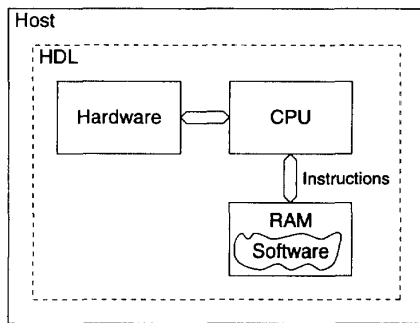 Host
HDL
Hardware
CPU
Instructions
RAM
Software